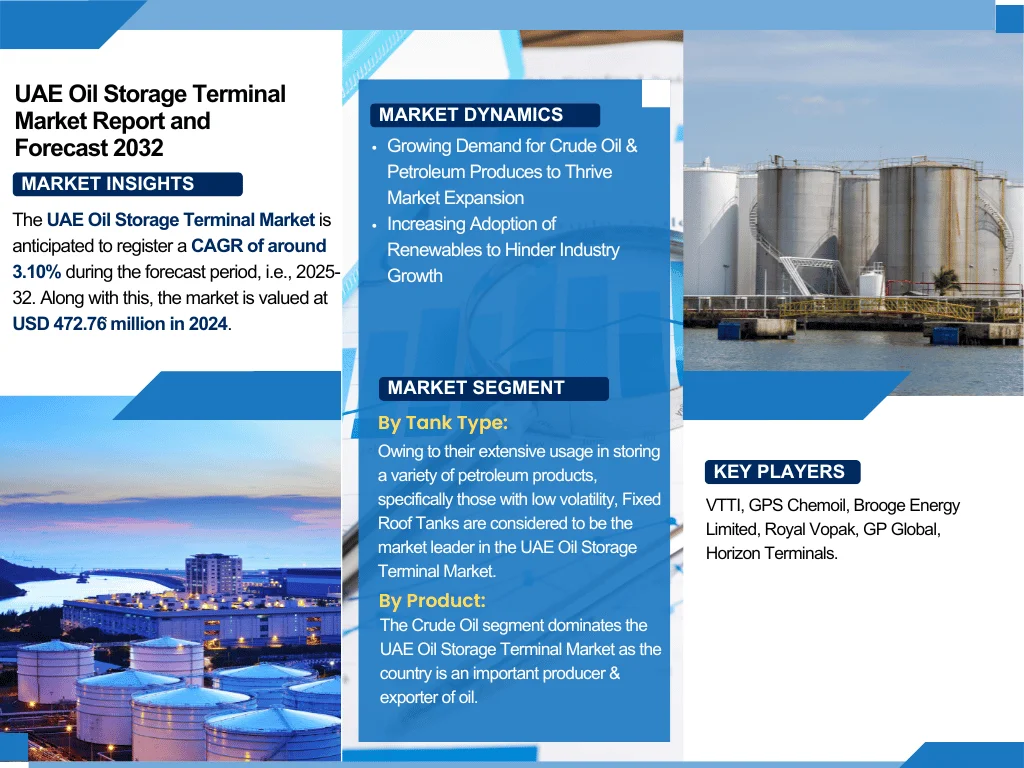 UAE Oil Storage Terminal
Market Report and
Forecast 2032
MARKET INSIGHTS
The UAE Oil Storage Terminal Market is
anticipated to register a CAGR of around
3.10% during the forecast period, i.e., 2025-
32. Along with this, the market is valued at
USD 472.76 million in 2024.
MARKET DYNAMICS
• Growing Demand for Crude Oil &
Petroleum Produces to Thrive
Market Expansion
• Increasing Adoption of
Renewables to Hinder Industry
Growth
MARKET SEGMENT
By Tank Type:
Owing to their extensive usage in storing
a variety of petroleum products,
specifically those with low volatility, Fixed
Roof Tanks are considered to be the
market leader in the UAE Oil Storage
Terminal Market.
By Product:
The Crude Oil segment dominates the
UAE Oil Storage Terminal Market as the
country is an important producer &
exporter of oil.
KEY PLAYERS
VTTI, GPS Chemoil, Brooge Energy
Limited, Royal Vopak, GP Global,
Horizon Terminals.